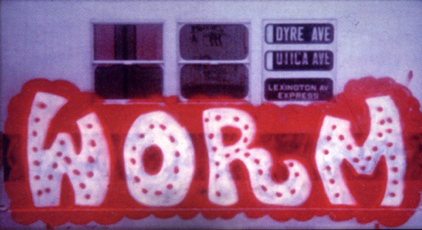 DYRE AVE
UTICA AVE
LEXINGTON AV
EXPRESS
WORM